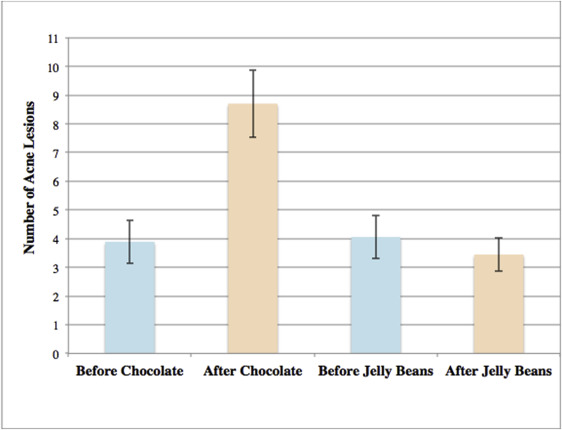 Number of Acne Lesions
11
10
9
8
7
6
5
4
3
2
1
0
Before Chocolate
After Chocolate
Before Jelly Beans
After Jelly Beans